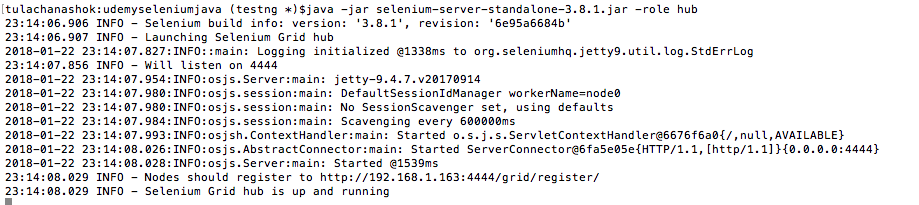 [tulachanashok:udemyseleniumjava (testng *)$java -jar selenium-server-standalone-3.8.1.jar -role hub
23:14:06.906 INFO - Selenium build info: version: '3.8.1', revision: '6e95a6684b'
23:14:06.907 INFO - Launching Selenium Grid hub
2018-01-22 23:14:07.827:INFO::main: Logging initialized @1338ms to org.seleniumhq.jetty9.util.log.StdErrLog
23:14:07.856 INFO - Will listen on 4444
2018-01-22 23:14:07.954:INFO:osjs.Server:main: jetty-9.4.7.v20170914
2018-01-22 23:14:07.980:INFO:osjs.session:main: DefaultSessionIdManager workerName=node0
2018-01-22 23:14:07.980:INFO:osjs.session:main: No SessionScavenger set, using defaults
2018-01-22 23:14:07.984:INFO:osjs.session:main: Scavenging every 600000ms
2018-01-22 23:14:07.993:INFO:osjsh.ContextHandler:main: Started o.s.j.s.ServletContextHandler@6676f6a0{/,null,AVAILABLE}
2018-01-22 23:14:08.026:INFO:osjs.AbstractConnector:main: Started ServerConnector@6fa5e05e{HTTP/1.1,[http/1.1]}{0.0.0.0:4444}
2018-01-22 23:14:08.028:INFO:osjs.Server:main: Started @1539ms
23:14:08.029 INFO - Nodes should register to http://192.168.1.163:4444/grid/register/
23:14:08.029 INFO - Selenium Grid hub is up and running